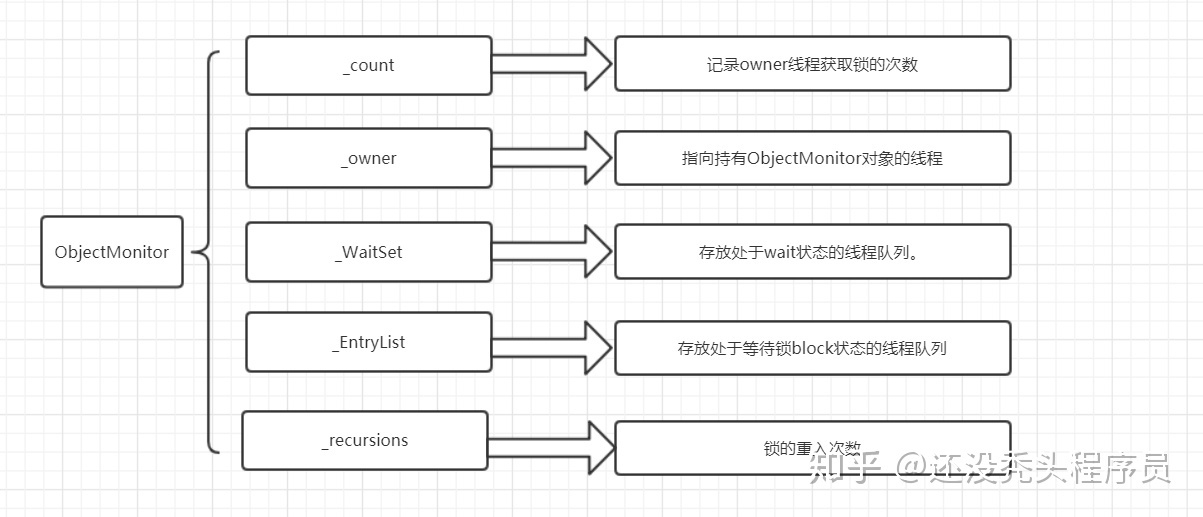 _count
记录owner线程获取锁的次数
_owner
指向持有ObjectMonitor对象的线程
ObjectMonitor
_WaitSet
存放处于wait状态的线程队列。
_EntryList
存放处于等待锁block状态的线程队列
_recursions
锁的重入次数
知乎 @还没秃头程序员